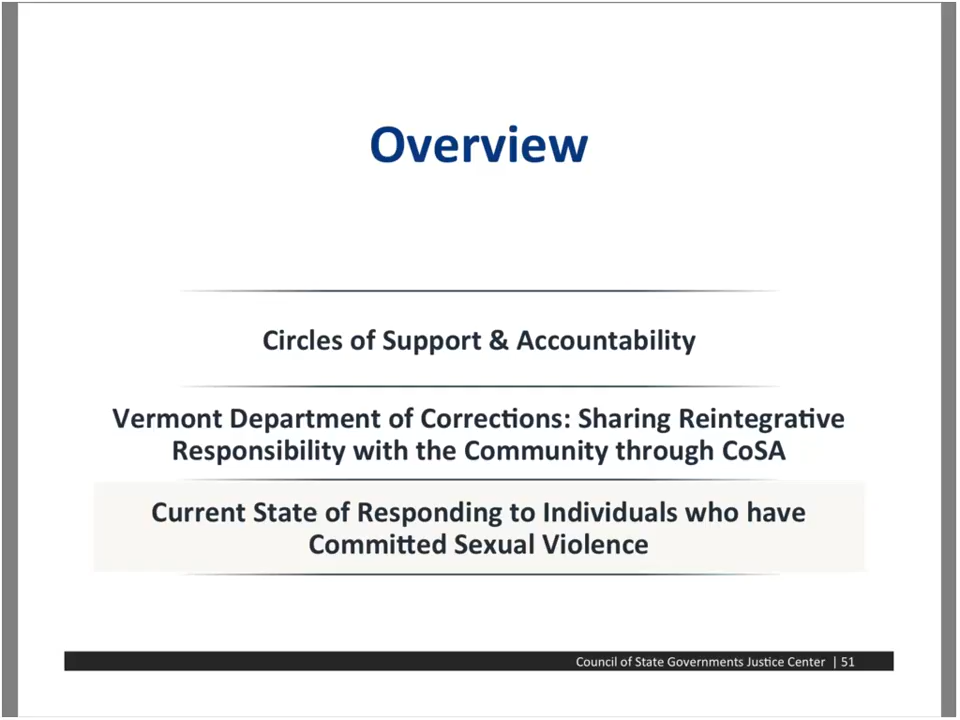 Overview
Circles of Support & Accountability
Vermont Department of Corrections: Sharing Reintegrative
Responsibility with the Community through CoSA
Current State of Responding to Individuals who have
Committed Sexual Violence
Council of State Governments Justice Center | 51